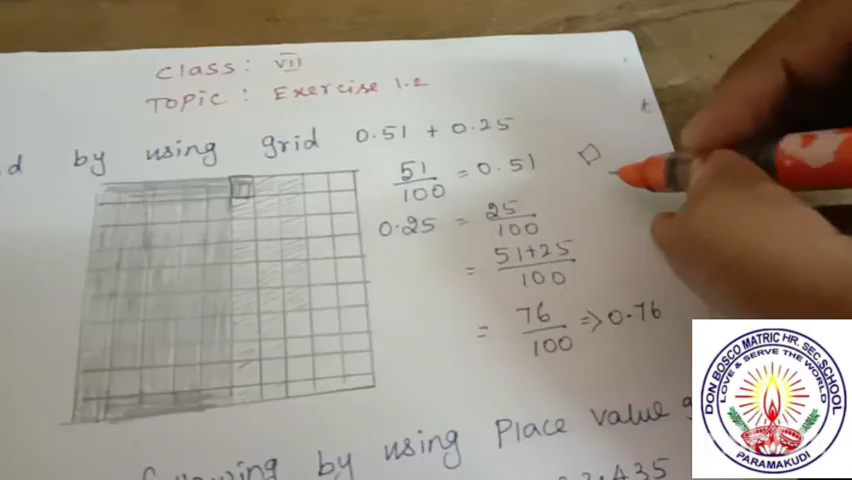 Class: VII
Topic: Exercise 1.2
by using grid 0.51 + 0.25
51/100 = 0.51
0.25 = 25/100
= 51+25/100
= 76/100 => 0.76
by using Place value
DON BOSCO MATRIC HR. SEC. SCHOOL
LOVE & SERVE THE WORLD
PARAMAKUDI